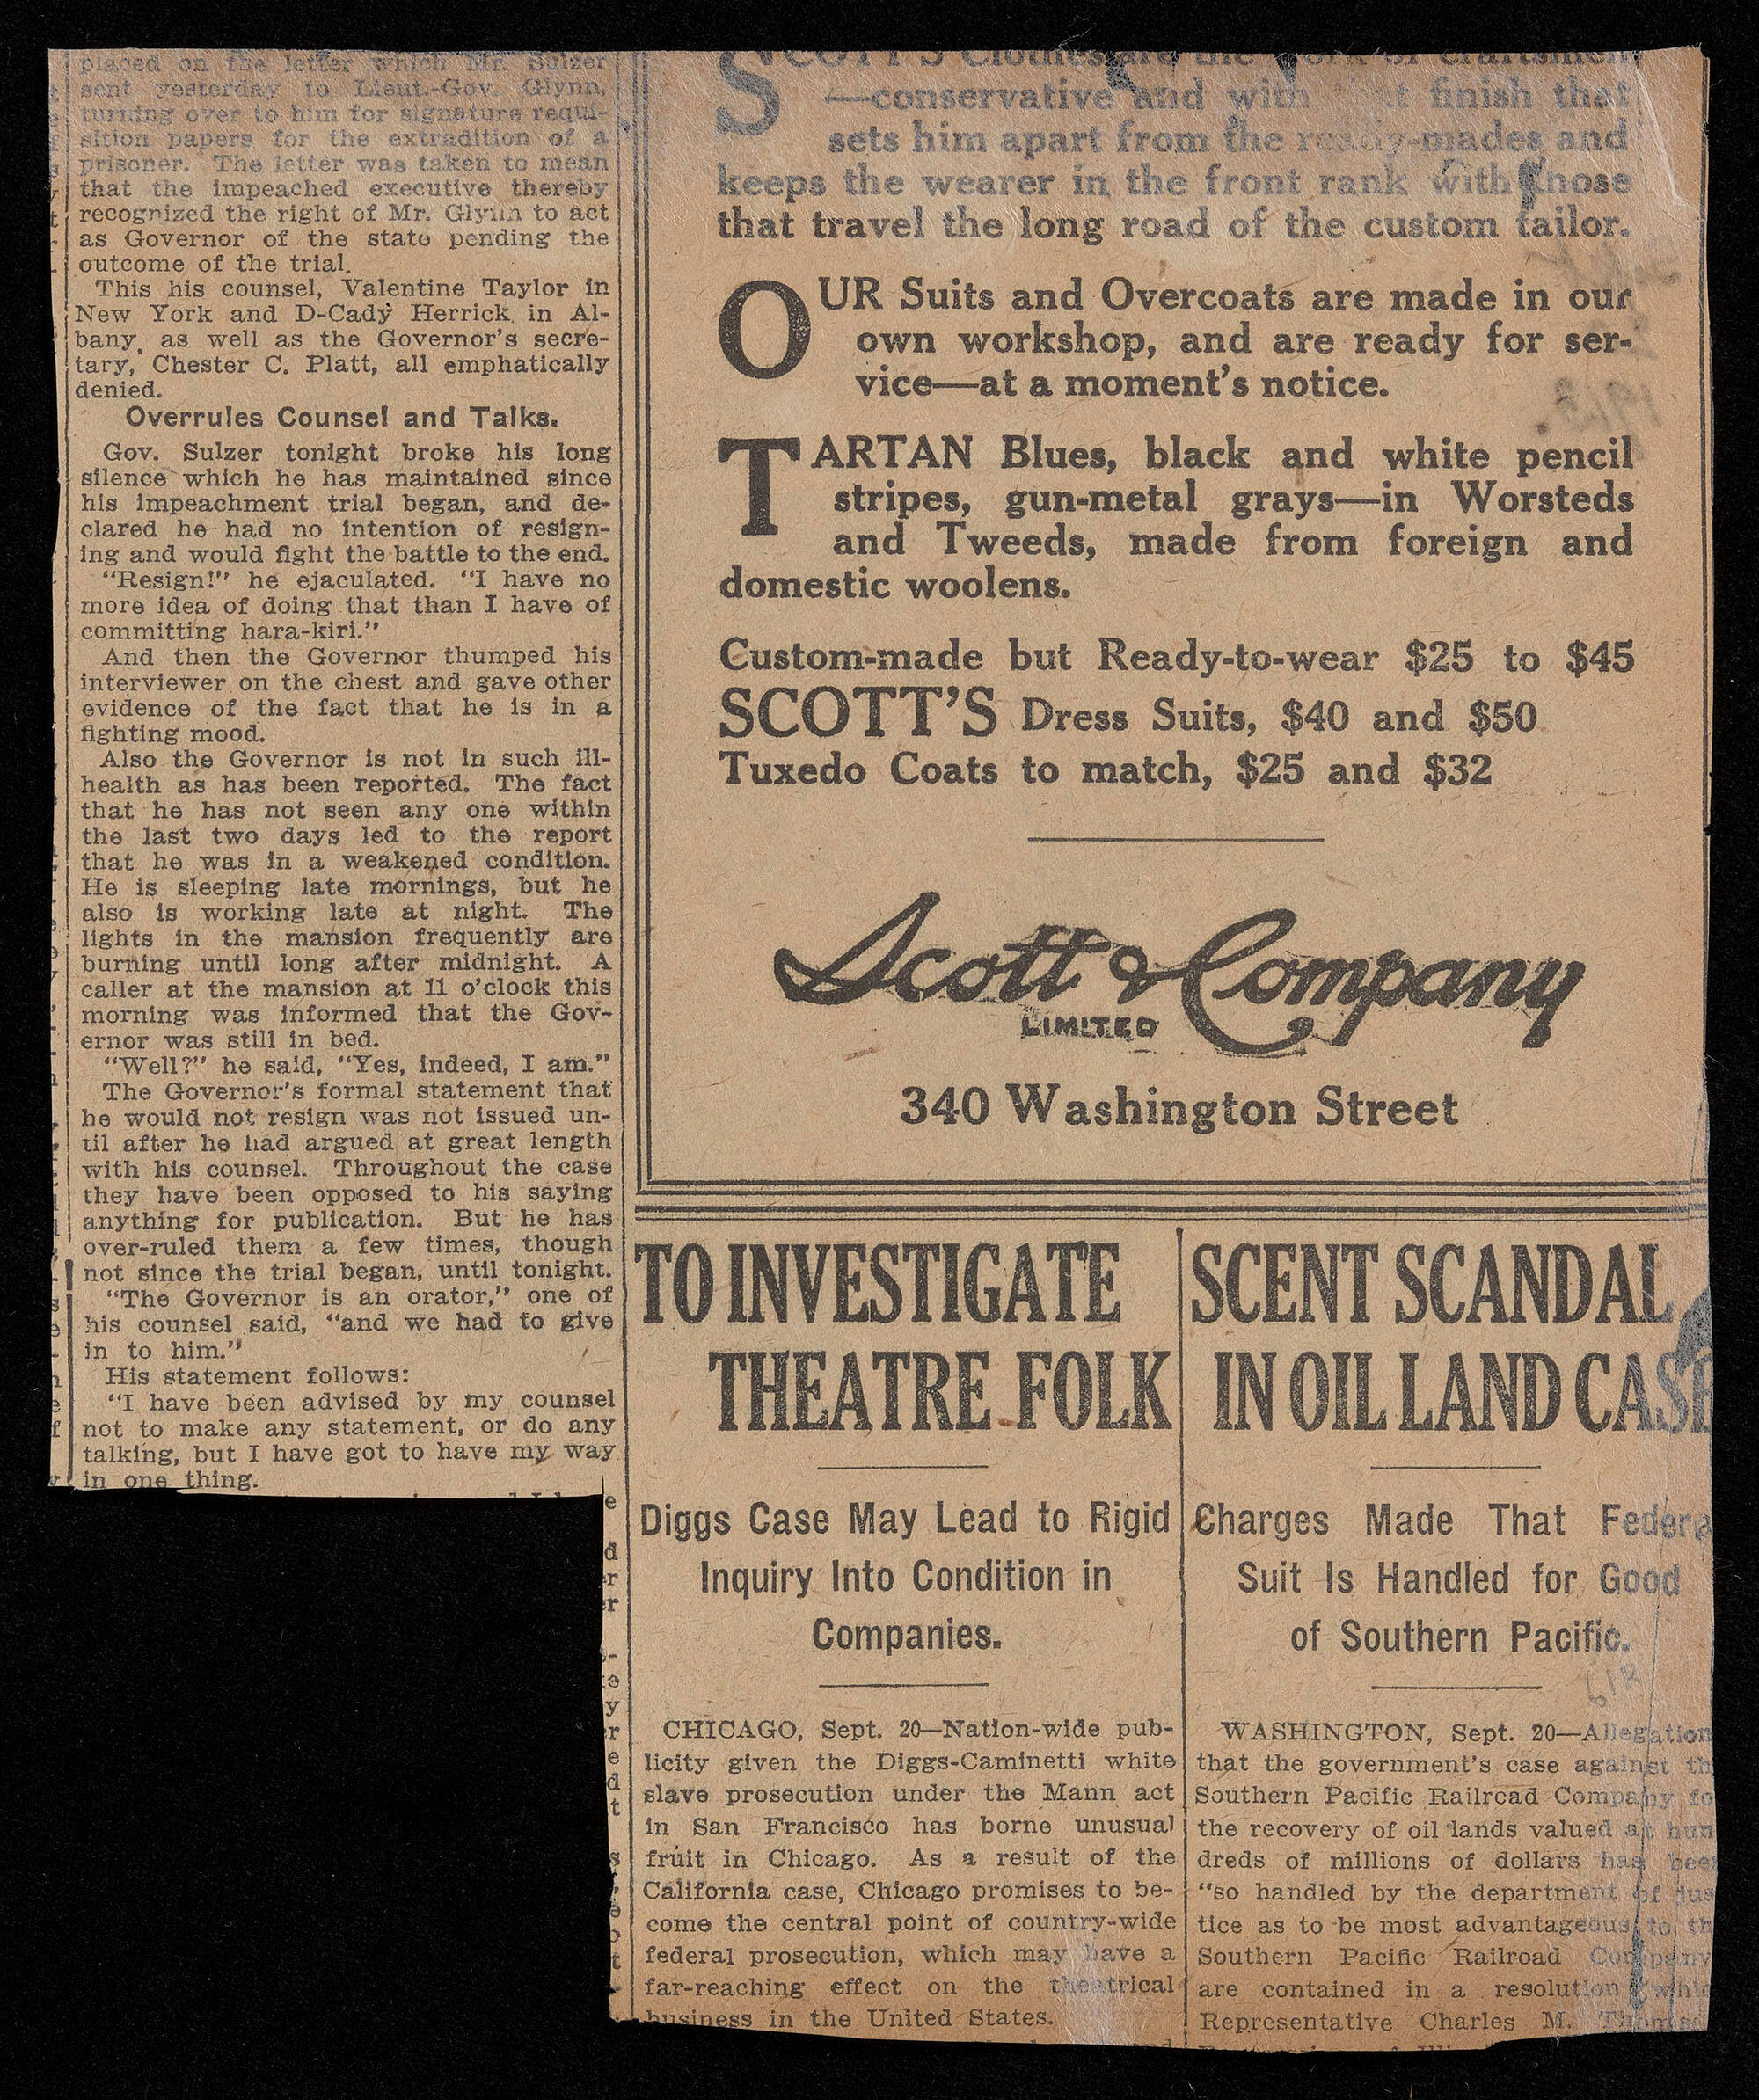 placed on the letter which Mr. Sulzer
sent yesterday to Lieut.-Gov. Glynn,
turning over to him for signature requi-
sition papers for the extradition of a
prisoner. The letter was taken to mean
that the impeached executive thereby
recognized the right of Mr. Glynn to act
as Governor of the state pending the
outcome of the trial.
This his counsel, Valentine Taylor in
New York and D-Cady Herrick in Al-
bany, as well as the Governor's secre-
tary, Chester C. Platt, all emphatically
denied.
Overrules Counsel and Talks.
Gov. Sulzer tonight broke his long
silence which he has maintained since
his impeachment trial began, and de-
clared he had no intention of resign-
ing and would fight the battle to the end.
"Resign!" he ejaculated. "I have no
more idea of doing that than I have of
committing hara-kiri."
And then the Governor thumped his
interviewer on the chest and gave other
evidence of the fact that he is in a
fighting mood.
Also the Governor is not in such ill-
health as has been reported. The fact
that he has not seen any one within
the last two days led to the report
that he was in a weakened condition.
He is sleeping late mornings, but he
also is working late at night. The
lights in the mansion frequently are
burning until long after midnight. A
caller at the mansion at 11 o'clock this
morning was informed that the Gov-
ernor was still in bed.
"Well?" he said, "Yes, indeed, I am."
The Governor's formal statement that
he would not resign was not issued un-
til after he had argued at great length
with his counsel. Throughout the case
they have been opposed to his saying
anything for publication. But he has
over-ruled them a few times, though
not since the trial began, until tonight.
"The Governor is an orator," one of
his counsel said, "and we had to give
in to him."
His statement follows:
"I have been advised by my counsel
not to make any statement, or do any
talking, but I have got to have my way
in one thing.
SCOTT'S Clothes are the work of craftsmen
—conservative and with finish that
sets him apart from the ready-mades and
keeps the wearer in the front rank with those
that travel the long road of the custom tailor.
OUR Suits and Overcoats are made in our
own workshop, and are ready for ser-
vice—at a moment's notice.
TARTAN Blues, black and white pencil
stripes, gun-metal grays—in Worsteds
and Tweeds, made from foreign and
domestic woolens.
Custom-made but Ready-to-wear $25 to $45
SCOTT'S Dress Suits, $40 and $50
Tuxedo Coats to match, $25 and $32
Scott & Company
LIMITED
340 Washington Street
TO INVESTIGATE
THEATRE FOLK
Diggs Case May Lead to Rigid
Inquiry Into Condition in
Companies.
CHICAGO, Sept. 20—Nation-wide pub-
licity given the Diggs-Caminetti white
slave prosecution under the Mann act
in San Francisco has borne unusual
fruit in Chicago. As a result of the
California case, Chicago promises to be-
come the central point of country-wide
federal prosecution, which may have a
far-reaching effect on the theatrical
business in the United States.
SCENT SCANDAL
IN OIL LAND CASE
Charges Made That Federa
Suit Is Handled for Good
of Southern Pacific.
WASHINGTON, Sept. 20—Allegation
that the government's case against th
Southern Pacific Railroad Company fo
the recovery of oil lands valued at hun
dreds of millions of dollars has bee
"so handled by the department of jus
tice as to be most advantageous to th
Southern Pacific Railroad Company
are contained in a resolution whic
Representative Charles M. Thomso